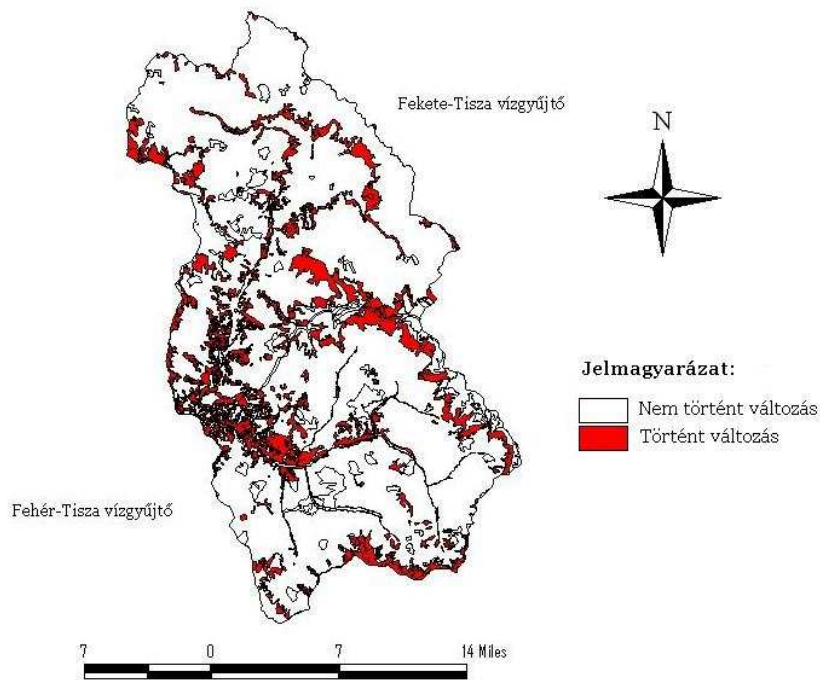 Fekete-Tisza vízgyűjtő
N
Jelmagyarázat:
Nem történt változás
Történt változás
Fehér-Tisza vízgyűjtő
7 0 7 14 Miles